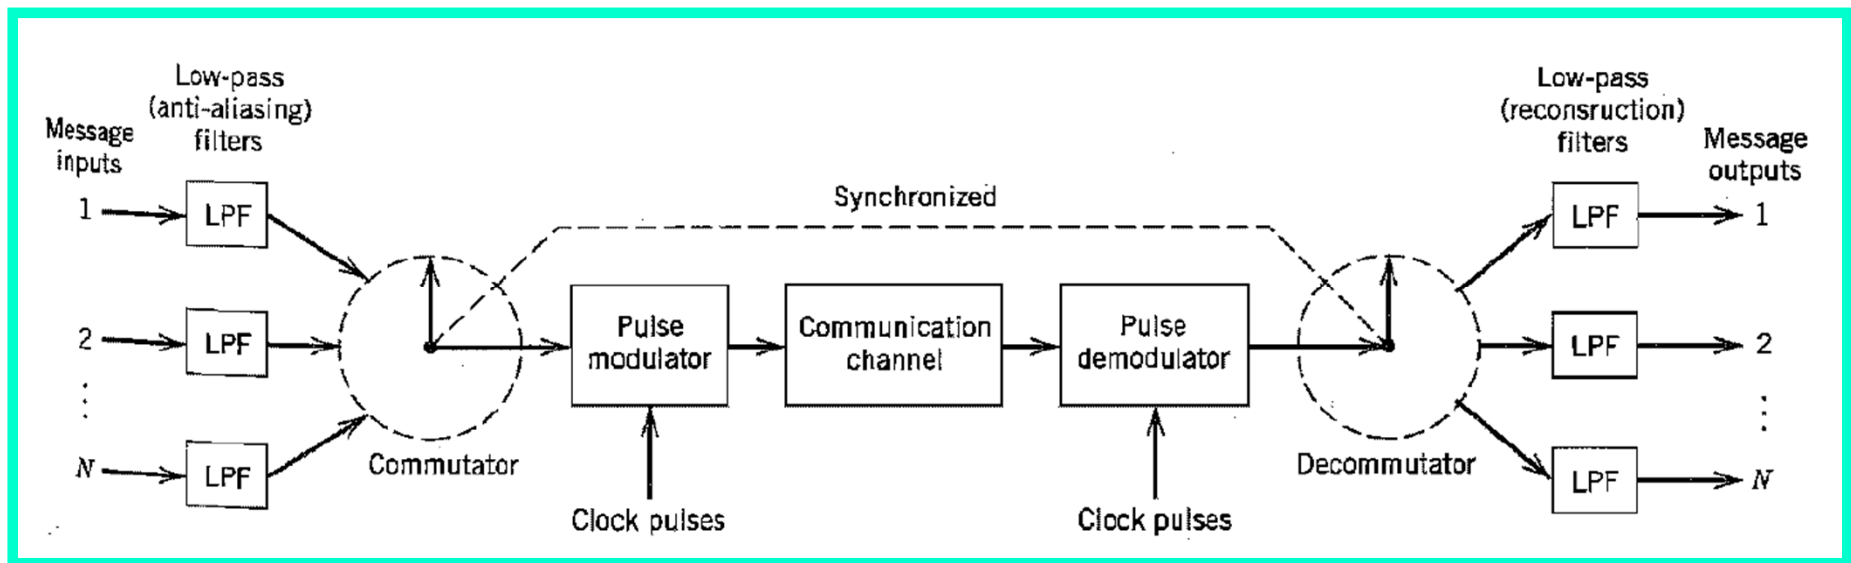 Low-pass
(anti-aliasing)
filters
Message
inputs
1
LPF
2
LPF
N
LPF
Commutator
Synchronized
Pulse
modulator
Clock pulses
Communication
channel
Pulse
demodulator
Clock pulses
Decommutator
Low-pass
(reconsruction)
filters
Message
outputs
LPF
1
LPF
2
LPF
N